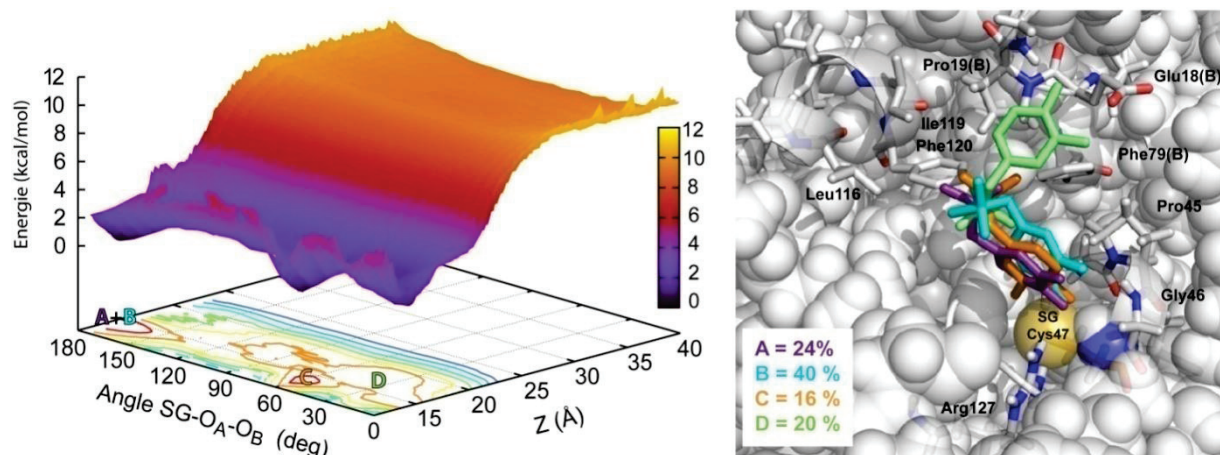 Energie (kcal/mol)
12
10
8
6
4
2
0
12
10
8
6
4
2
0
A+B
C
D
180
150
120
90
60
30
0
15
20
25
30
35
40
Angle SG-OA-OB (deg)
Z (Å)
Pro19(B)
Glu18(B)
Ile119
Phe120
Phe79(B)
Leu116
Pro45
Gly46
SG
Cys47
Arg127
A = 24%
B = 40 %
C = 16 %
D = 20 %